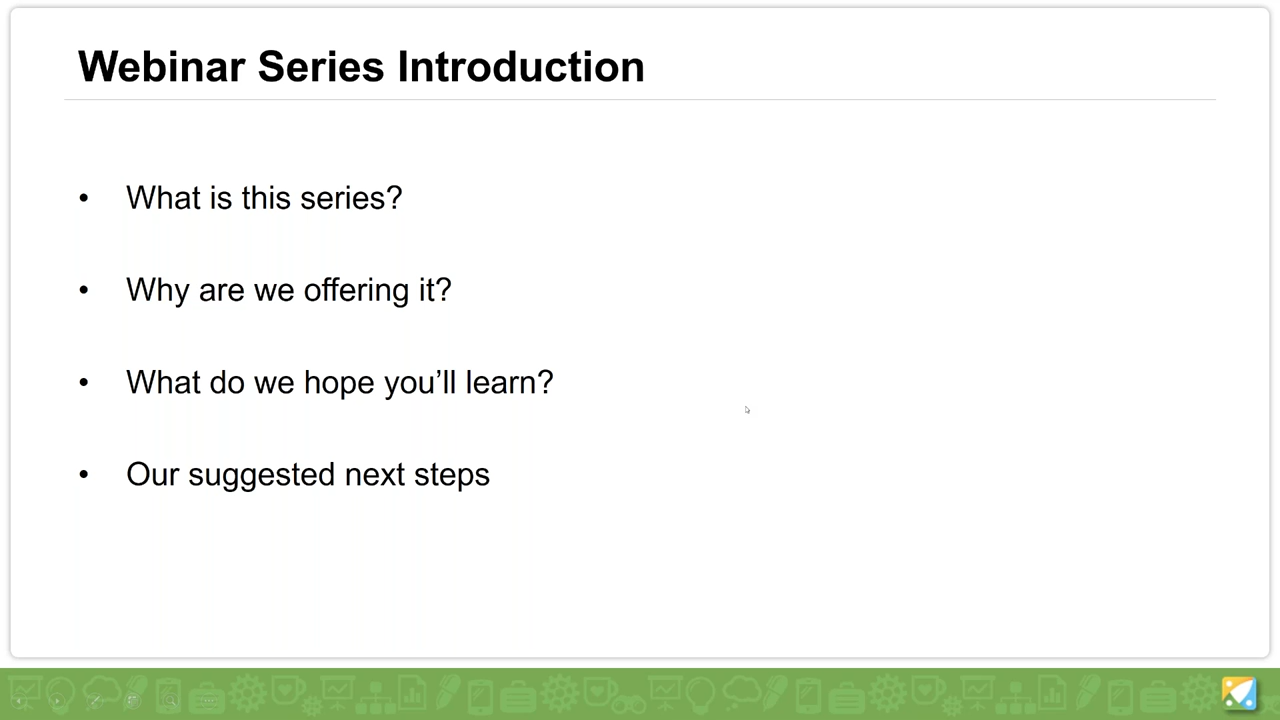 Webinar Series Introduction
• What is this series?
• Why are we offering it?
• What do we hope you’ll learn?
• Our suggested next steps